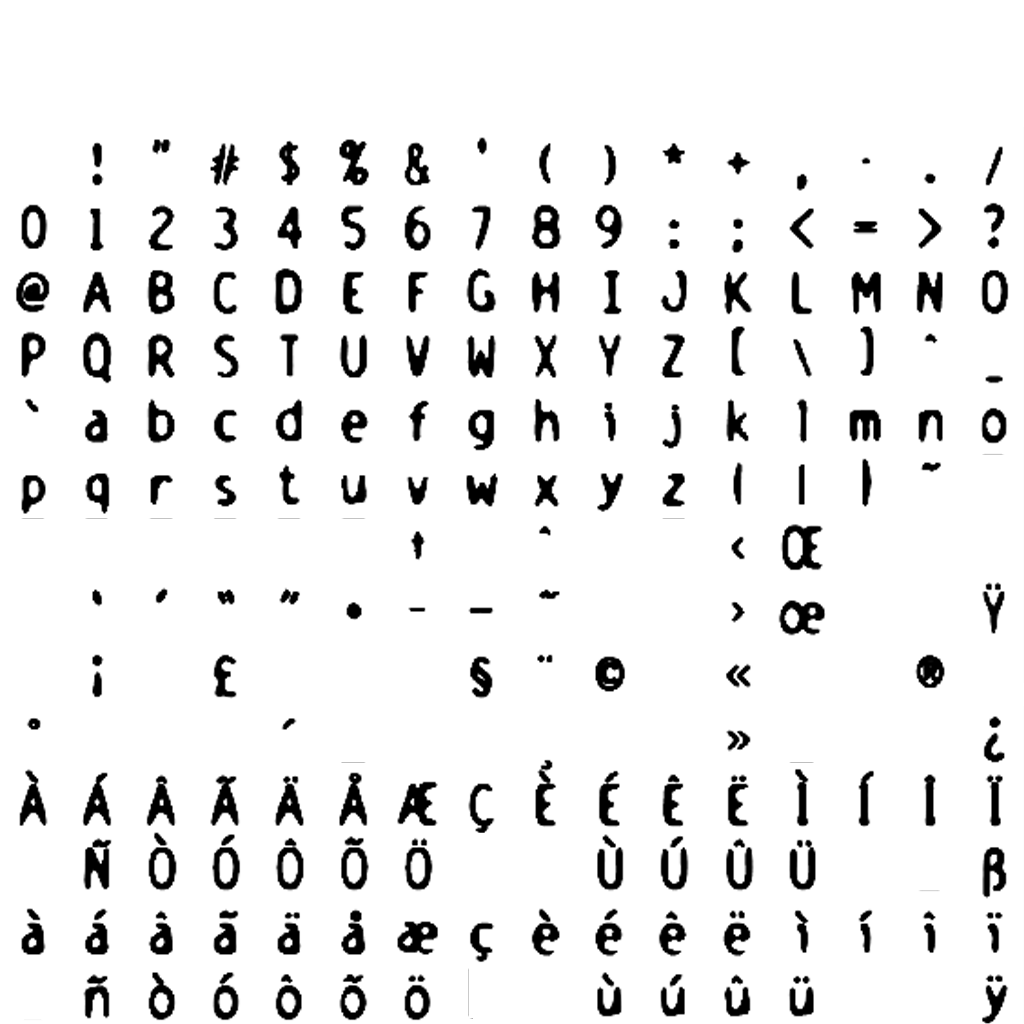 ! " # $ % & ' ( ) * + , - . /
0 1 2 3 4 5 6 7 8 9 : ; < = > ?
@ A B C D E F G H I J K L M N O
P Q R S T U V W X Y Z [ \ ] ^ _
` a b c d e f g h i j k l m n o
p q r s t u v w x y z ( | ) ~
† ˆ ‹ Œ
‘ ’ “ ” • – — ˜ › œ Ÿ
¡ £ § ¨ © « ®
° ´ » ¿
À Á Â Ã Ä Å Æ Ç Ẻ É Ê Ë Ì Í Î Ï
Ñ Ò Ó Ô Õ Ö Ù Ú Û Ü ß
à á â ã ä å æ ç è é ê ë ì í î ï
ñ ò ó ô õ ö ù ú û ü ÿ